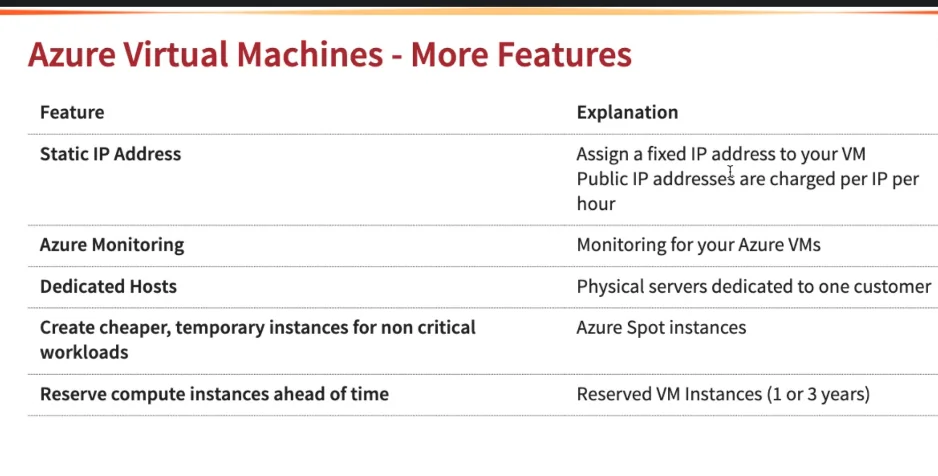 Azure Virtual Machines - More Features
Feature
Explanation
Static IP Address
Assign a fixed IP address to your VM
Public IP addresses are charged per IP per
hour
Azure Monitoring
Monitoring for your Azure VMs
Dedicated Hosts
Physical servers dedicated to one customer
Create cheaper, temporary instances for non critical
workloads
Azure Spot instances
Reserve compute instances ahead of time
Reserved VM Instances (1 or 3 years)